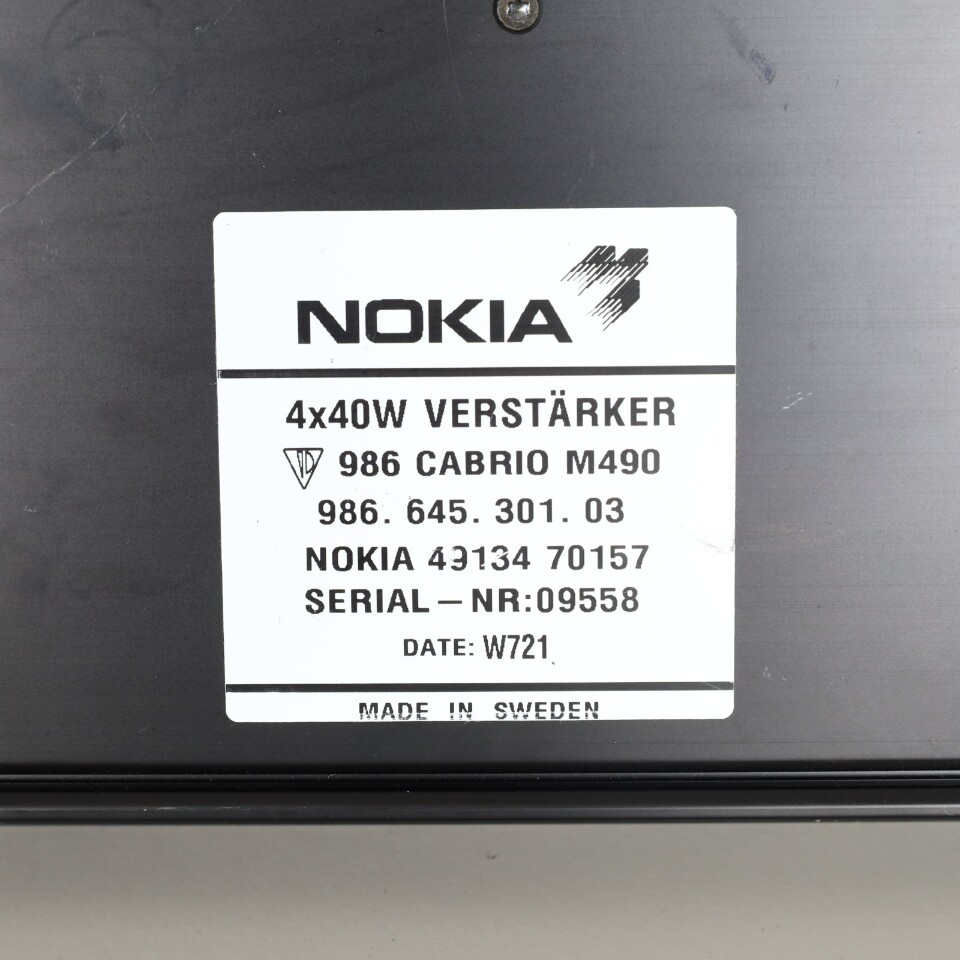 NOKIA
4x40W VERSTÄRKER
986 CABRIO M490
986. 645. 301. 03
NOKIA 49134 70157
SERIAL – NR:09558
DATE: W721
MADE IN SWEDEN